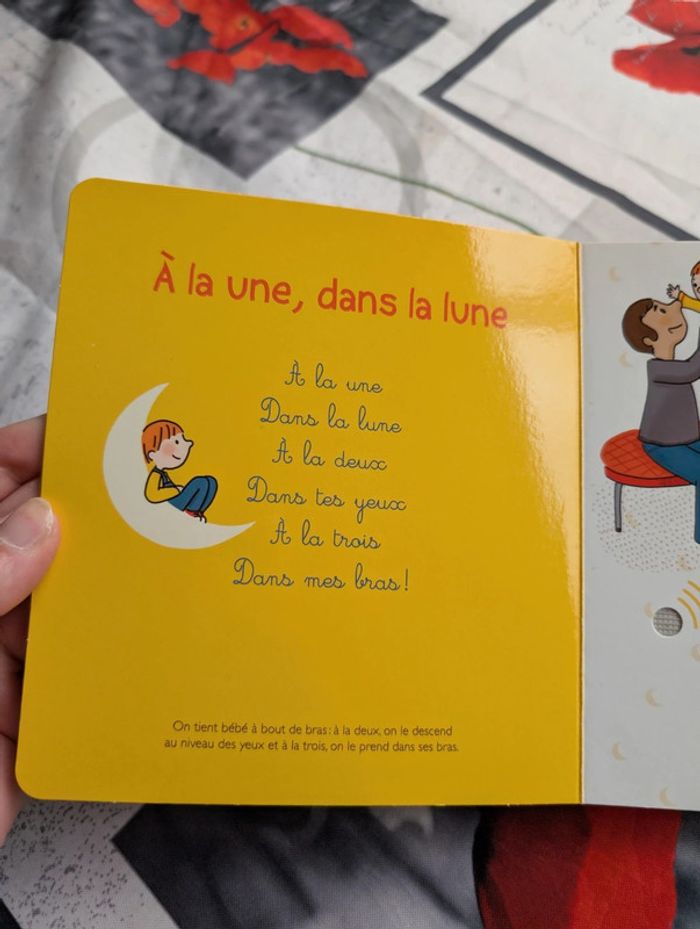 À la une, dans la lune
À la une
Dans la lune
À la deux
Dans tes yeux
À la trois
Dans mes bras!
On tient bébé à bout de bras : à la deux, on le descend
au niveau des yeux et à la trois, on le prend dans ses bras.